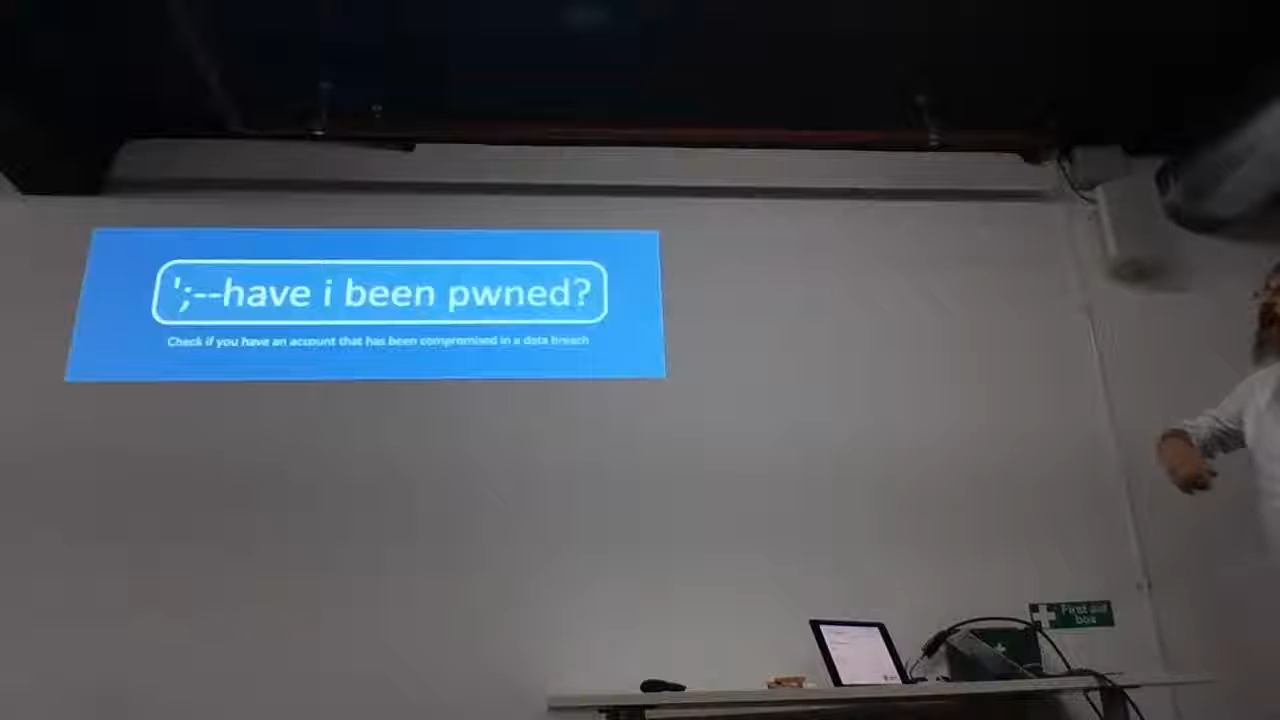 ';--have i been pwned?
Check if you have an account that has been compromised in a data breach
First aid
box